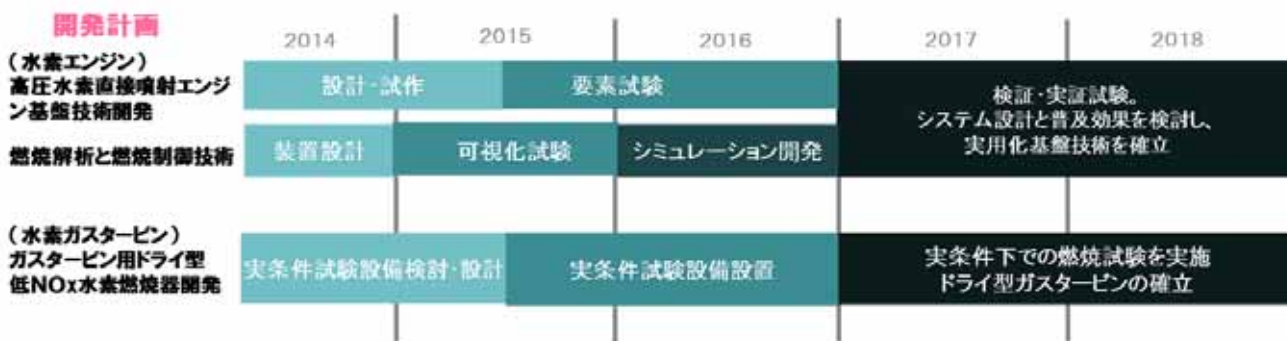 開発計画
2014
2015
2016
2017
2018
（水素エンジン）
高圧水素直接噴射エンジ
ン基盤技術開発
設計・試作
要素試験
検証・実証試験。
システム設計と普及効果を検討し、
実用化基盤技術を確立
燃焼解析と燃焼制御技術
装置設計
可視化試験
シミュレーション開発
（水素ガスタービン）
ガスタービン用ドライ型
低NOx水素燃焼器開発
実条件試験設備検討・設計
実条件試験設備設置
実条件下での燃焼試験を実施
ドライ型ガスタービンの確立